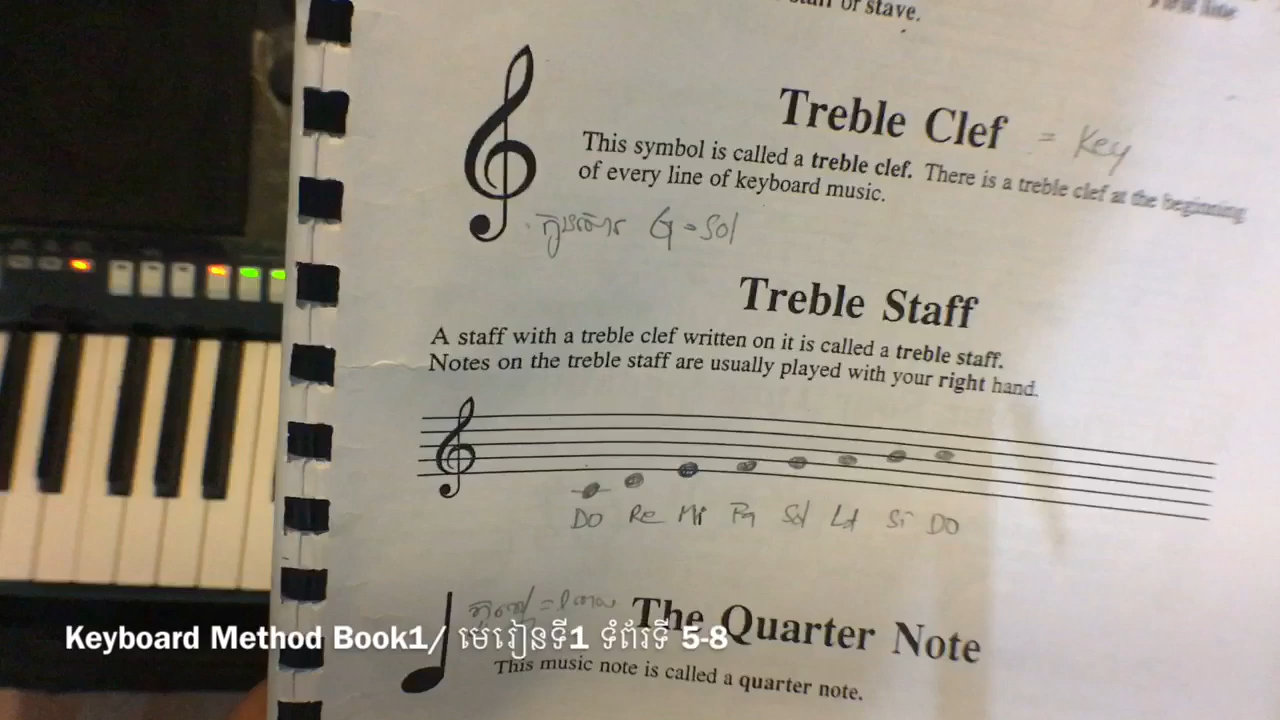 or stave.
Treble Clef = Key
This symbol is called a treble clef. There is a treble clef at the beginning
of every line of keyboard music.
G = Sol
Treble Staff
A staff with a treble clef written on it is called a treble staff.
Notes on the treble staff are usually played with your right hand.
DO Re Mi Fa Sol La Si DO
The Quarter Note
Keyboard Method Book1/ មេរៀនទី1 ទំព័រទី 5-8
This music note is called a quarter note.